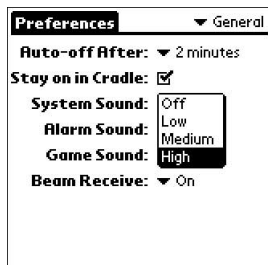 Preferences ▼ General
Auto-off After: ▼ 2 minutes
Stay on in Cradle: ☑
System Sound: Off
Low
Alarm Sound: Medium
Game Sound: High
Beam Receive: ▼ On